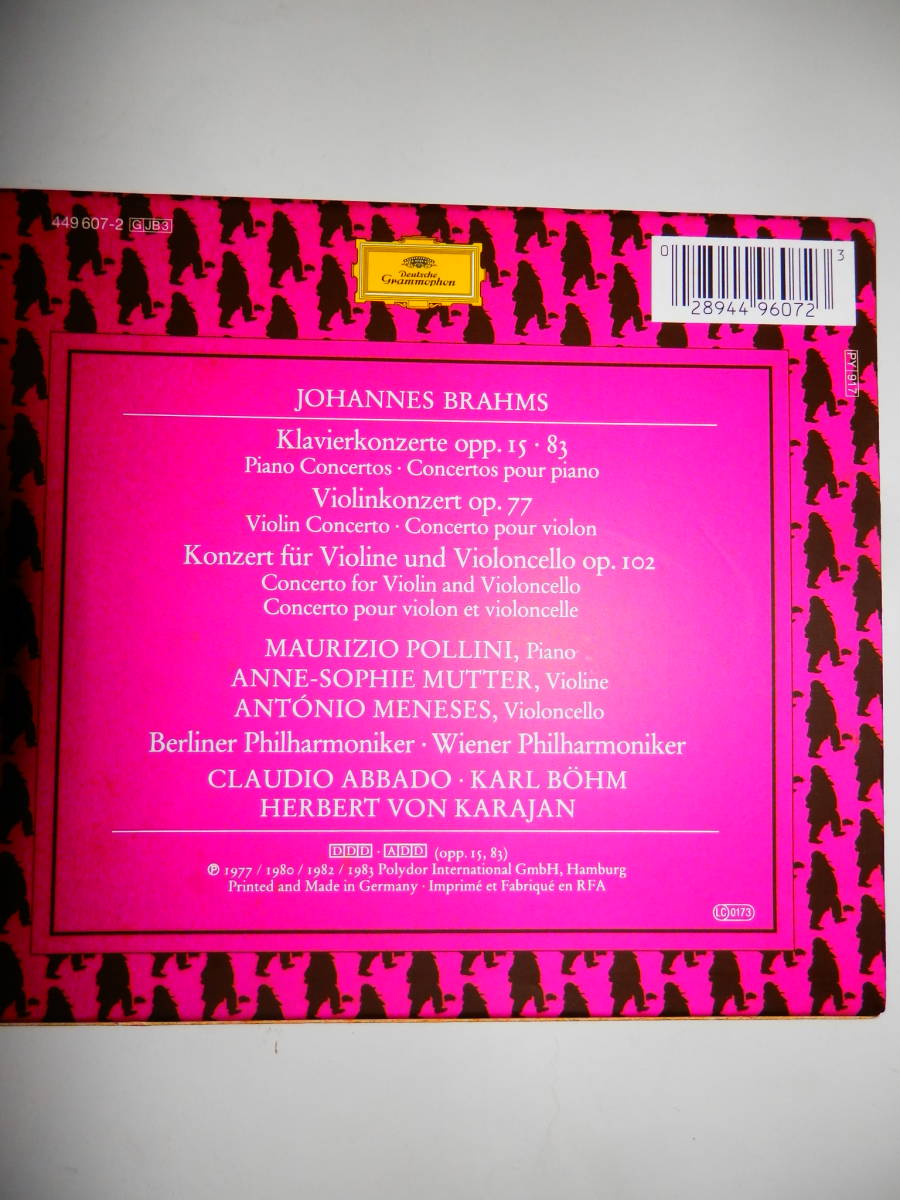 449 607-2 G JB3
Deutsche
Grammophon
0
28944 96072
3
PY 917
JOHANNES BRAHMS
Klavierkonzerte opp. 15 · 83
Piano Concertos · Concertos pour piano
Violinkonzert op. 77
Violin Concerto · Concerto pour violon
Konzert für Violine und Violoncello op. 102
Concerto for Violin and Violoncello
Concerto pour violon et violoncelle
MAURIZIO POLLINI, Piano
ANNE-SOPHIE MUTTER, Violine
ANTÓNIO MENESES, Violoncello
Berliner Philharmoniker · Wiener Philharmoniker
CLAUDIO ABBADO · KARL BÖHM
HERBERT VON KARAJAN
DDD · ADD (opp. 15, 83)
℗ 1977 / 1980 / 1982 / 1983 Polydor International GmbH, Hamburg
Printed and Made in Germany · Imprimé et Fabriqué en RFA
LC 0173